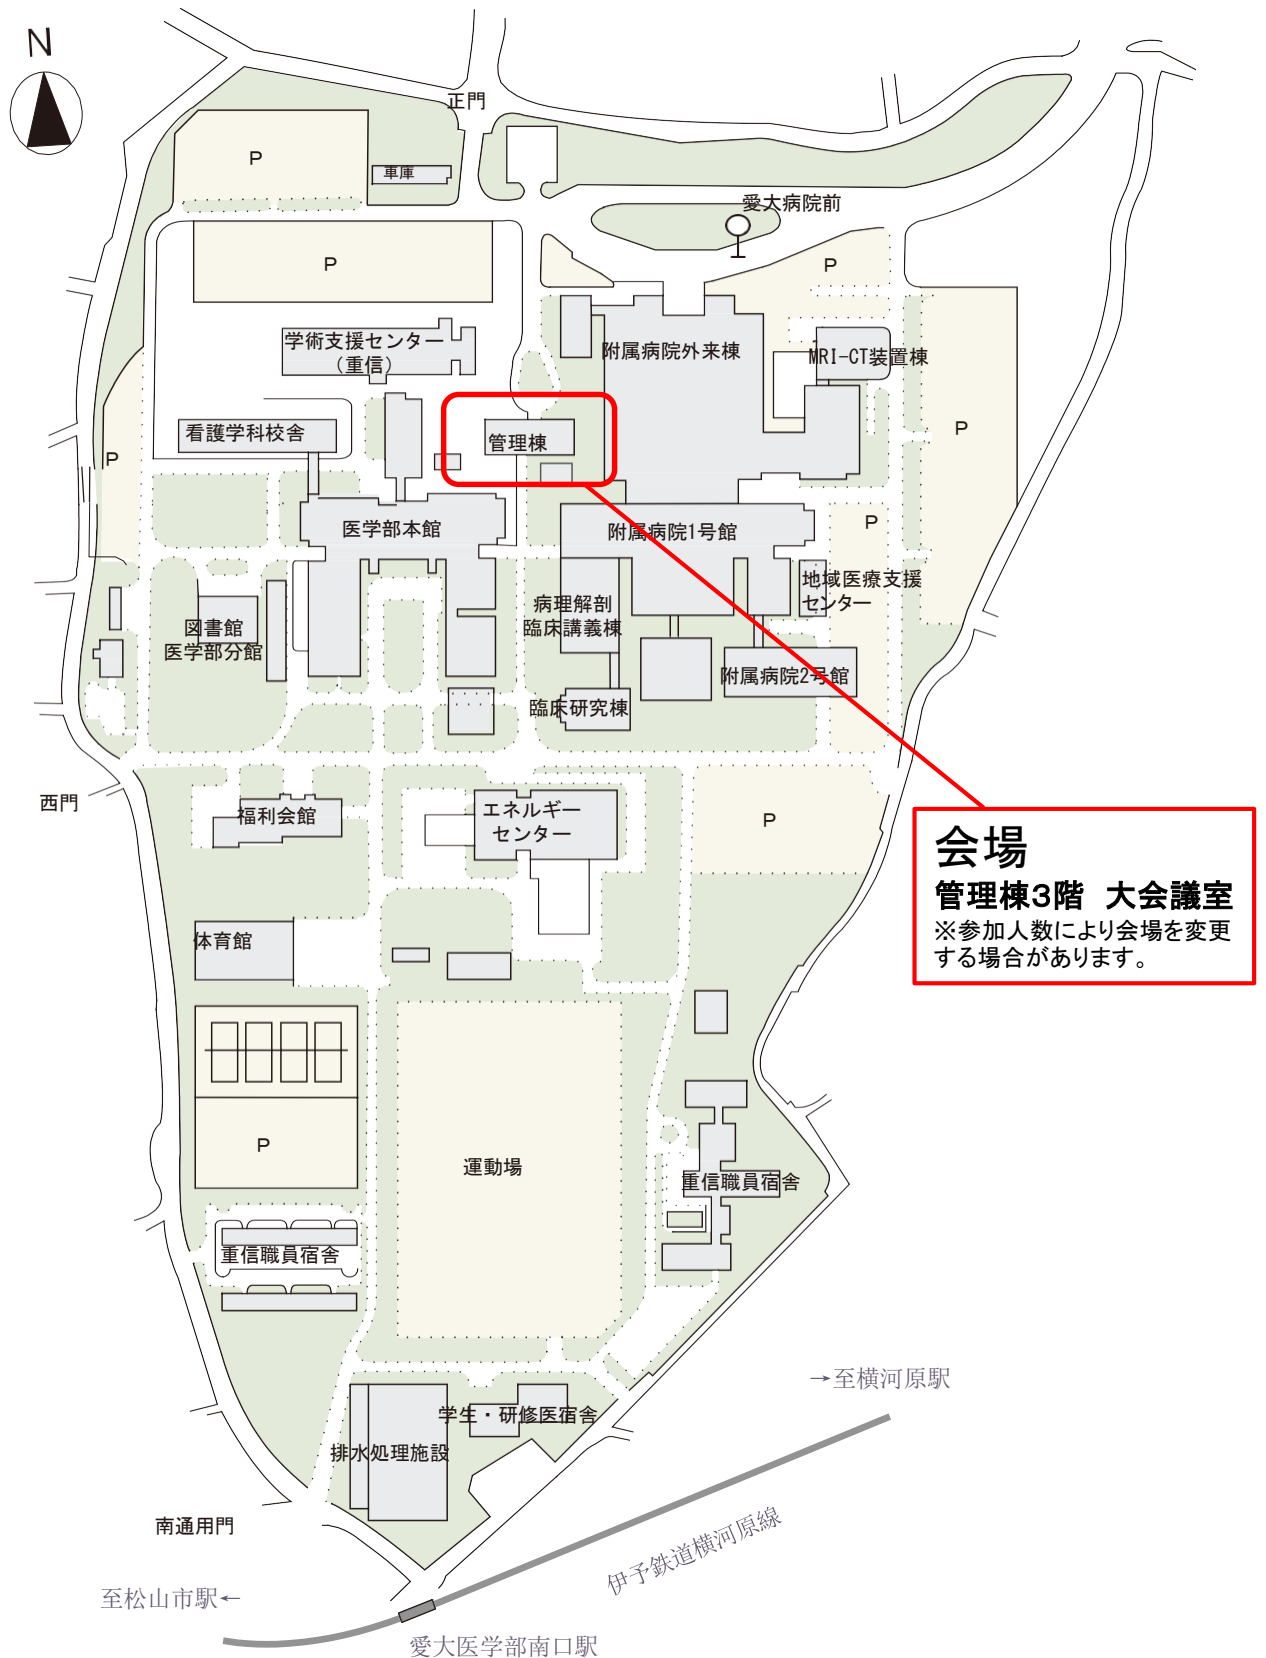 N
正門
P
車庫
愛大病院前
P
P
学術支援センター
（重信）
附属病院外来棟
MRI-CT装置棟
看護学科校舎
管理棟
P
P
医学部本館
附属病院1号館
P
地域医療支援
センター
病理解剖
臨床講義棟
図書館
医学部分館
附属病院2号館
臨床研究棟
西門
福利会館
エネルギー
センター
P
会場
管理棟3階　大会議室
※参加人数により会場を変更
する場合があります。
体育館
P
運動場
重信職員宿舎
重信職員宿舎
→至横河原駅
学生・研修医宿舎
排水処理施設
南通用門
伊予鉄道横河原線
至松山市駅←
愛大医学部南口駅